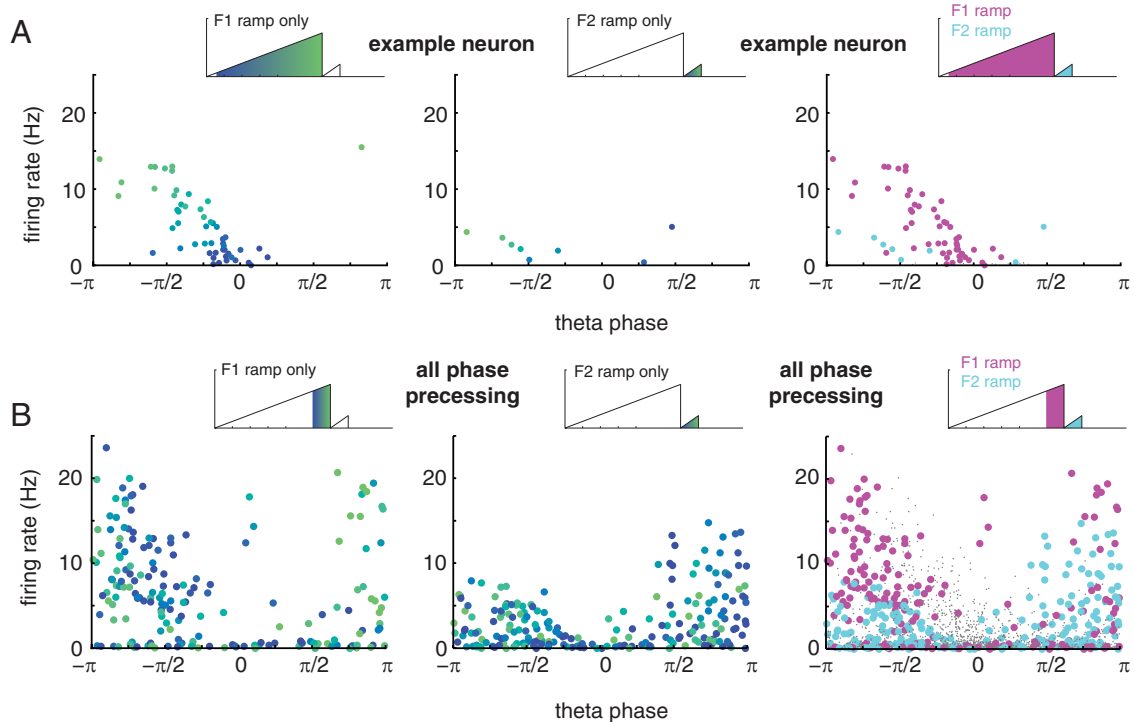 A
F1 ramp only
example neuron
F2 ramp only
example neuron
F1 ramp
F2 ramp
firing rate (Hz)
20
10
0
−π
−π/2
0
π/2
π
20
10
0
−π
−π/2
0
π/2
π
20
10
0
−π
−π/2
0
π/2
π
theta phase
B
F1 ramp only
all phase
precessing
F2 ramp only
all phase
precessing
F1 ramp
F2 ramp
firing rate (Hz)
20
10
0
−π
−π/2
0
π/2
π
20
10
0
−π
−π/2
0
π/2
π
20
10
0
−π
−π/2
0
π/2
π
theta phase